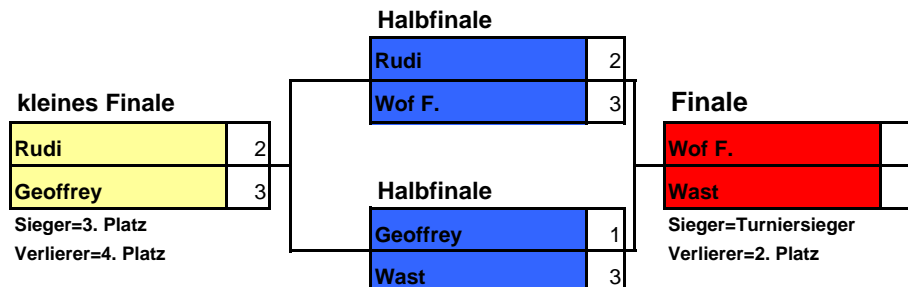 Halbfinale
Rudi 2
Wof F. 3
kleines Finale
Rudi 2
Geoffrey 3
Sieger=3. Platz
Verlierer=4. Platz
Finale
Wof F.
Wast
Sieger=Turniersieger
Verlierer=2. Platz
Halbfinale
Geoffrey 1
Wast 3